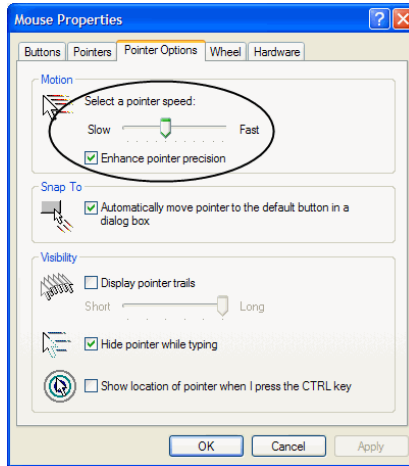 Mouse Properties
Buttons Pointers Pointer Options Wheel Hardware
Motion
Select a pointer speed:
Slow Fast
Enhance pointer precision
Snap To
Automatically move pointer to the default button in a
dialog box
Visibility
Display pointer trails
Short Long
Hide pointer while typing
Show location of pointer when I press the CTRL key
OK Cancel Apply